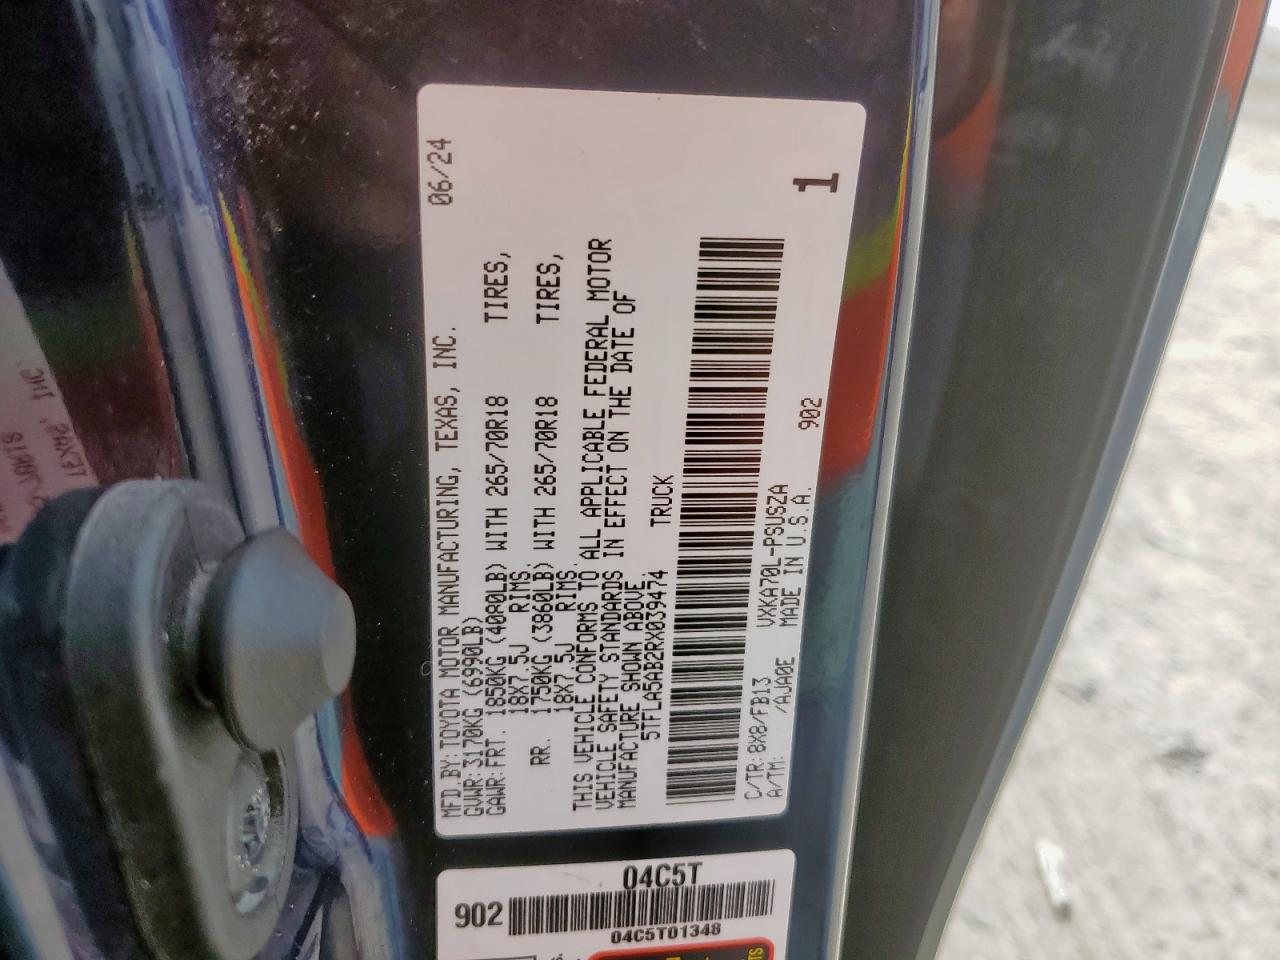 MFD.BY:TOYOTA MOTOR MANUFACTURING, TEXAS, INC. 06/24
GVWR:3170KG (6990LB)
GAWR:FRT. 1850KG (4080LB) WITH 265/70R18 TIRES,
18X7.5J RIMS.
RR. 1750KG (3860LB) WITH 265/70R18 TIRES,
18X7.5J RIMS.
THIS VEHICLE CONFORMS TO ALL APPLICABLE FEDERAL MOTOR
VEHICLE SAFETY STANDARDS IN EFFECT ON THE DATE OF
MANUFACTURE SHOWN ABOVE.
5TFLA5AB2RX039474 TRUCK
C/TR:8X8/FB13 VXKA70L-PSUSZA 902 1
A/TM: /AJA0E MADE IN U.S.A.
04C5T
902
04C5T01348